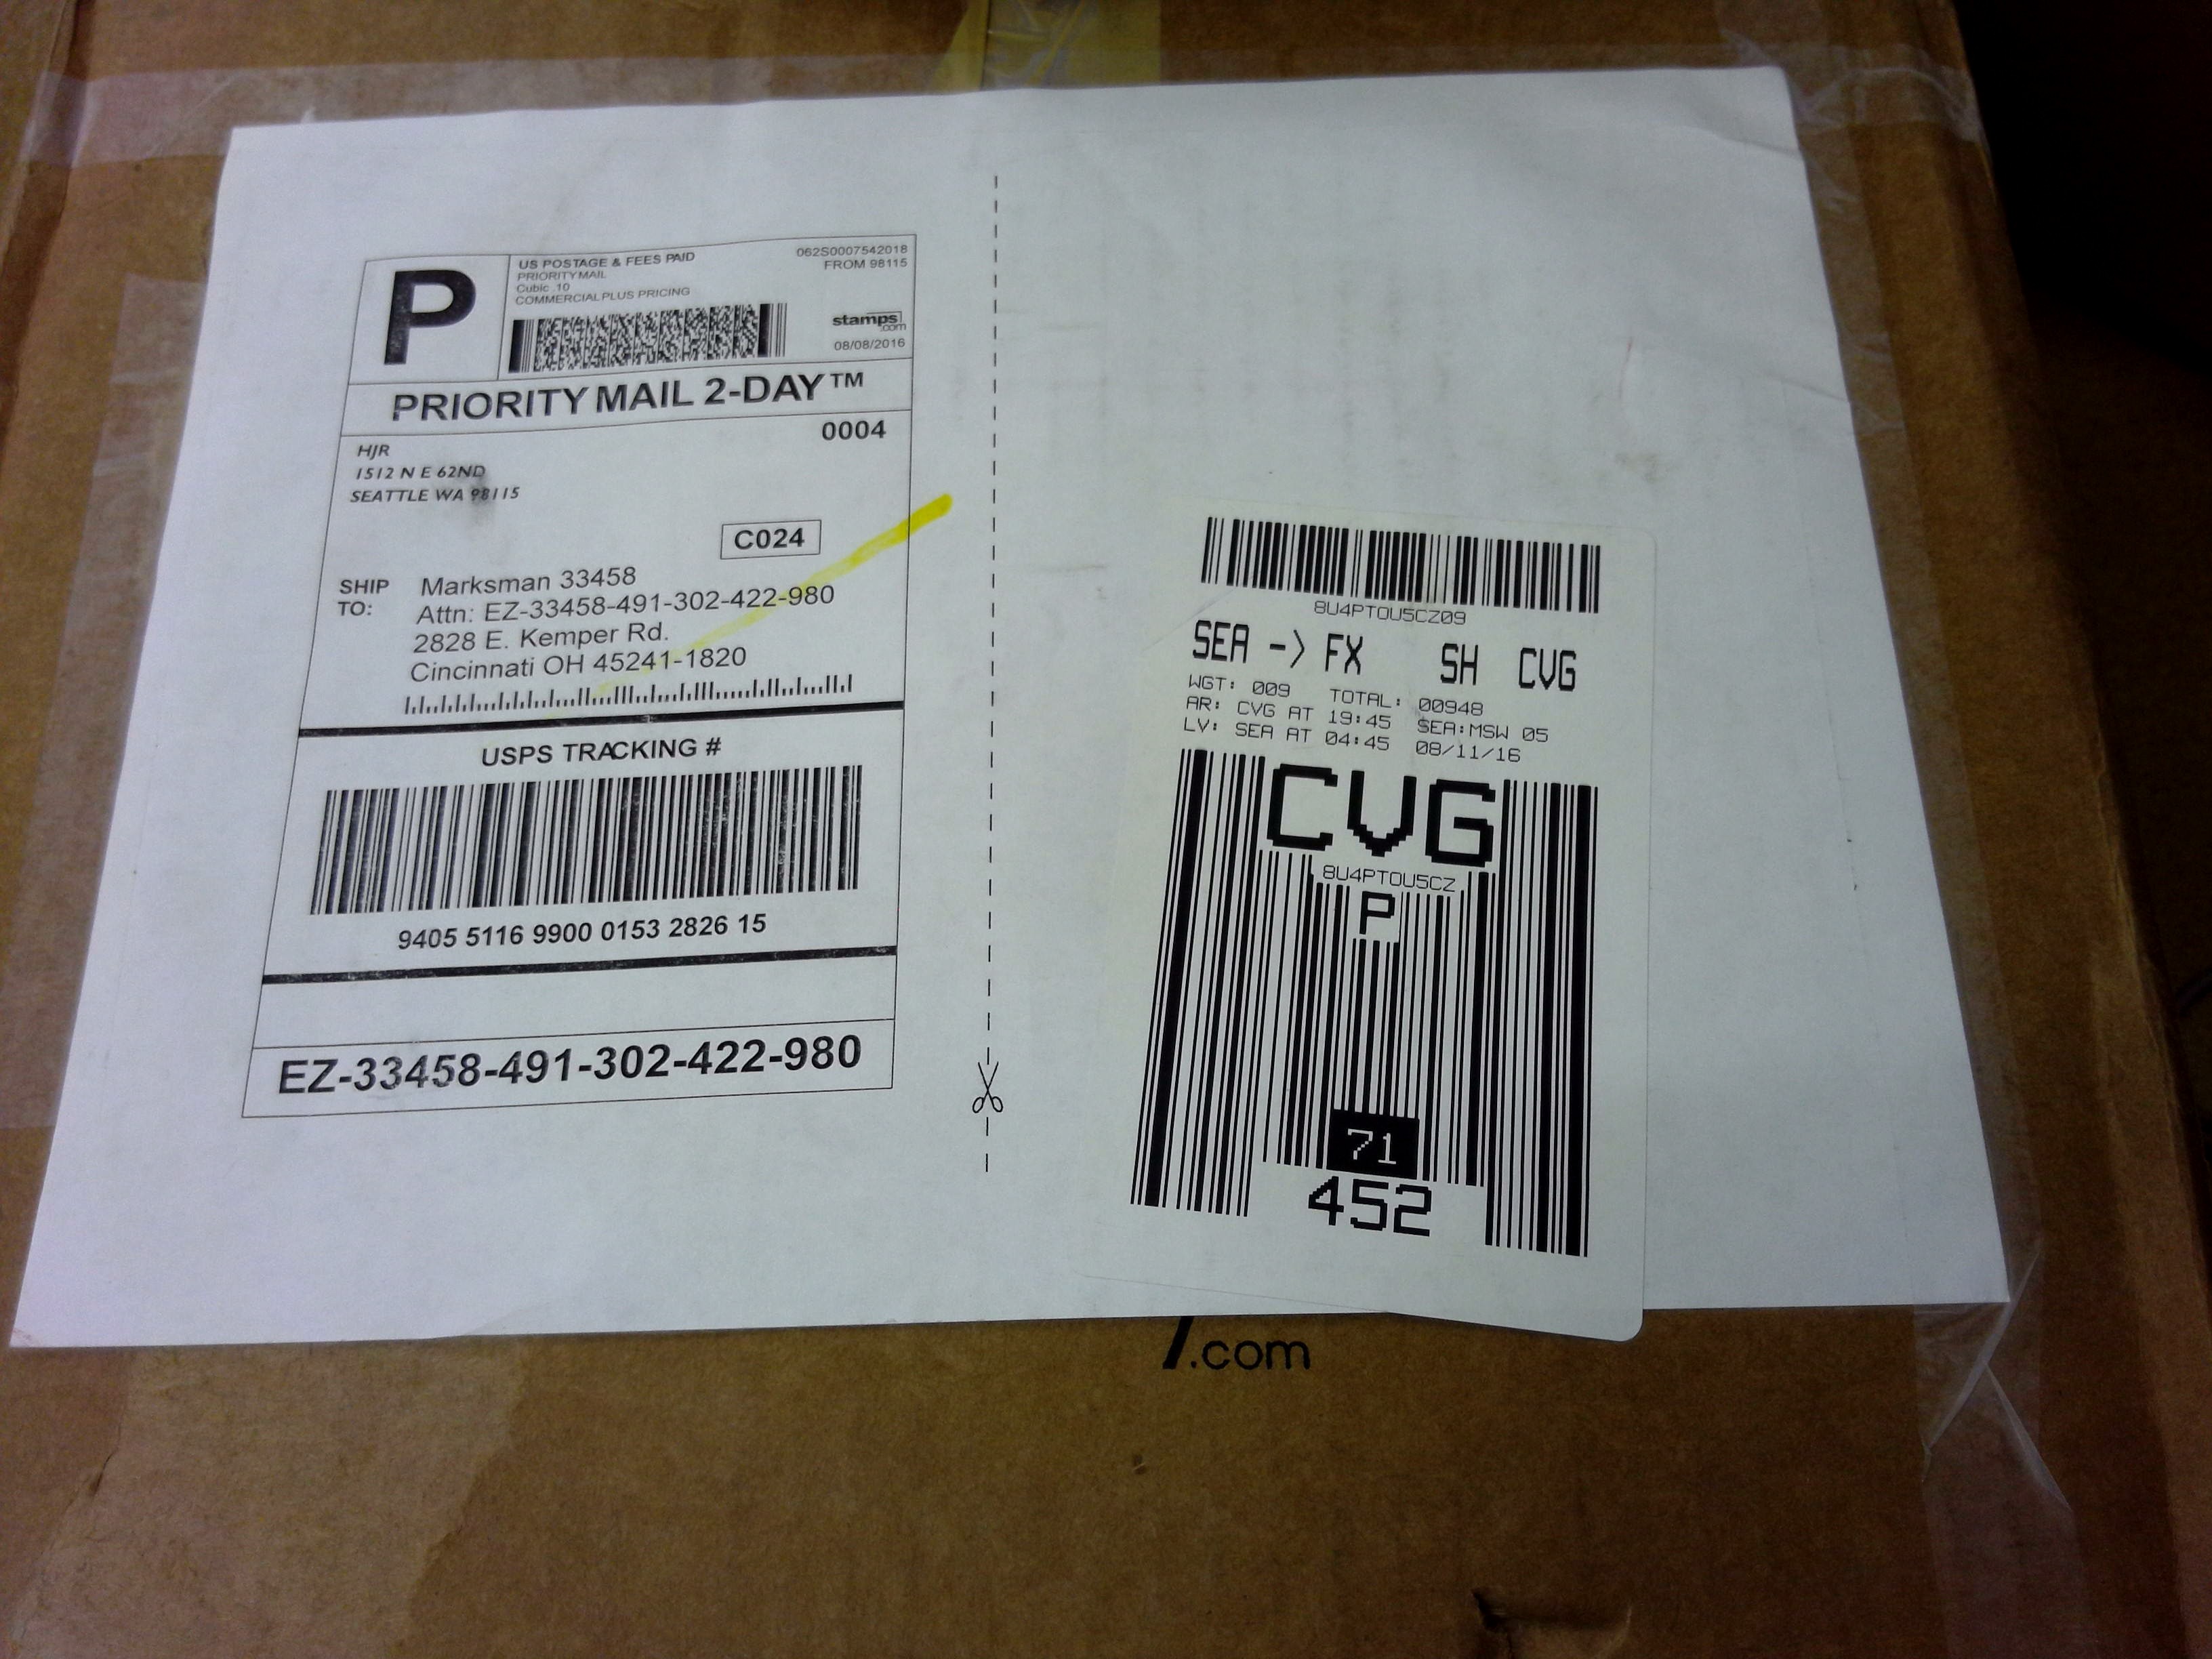 P
US POSTAGE & FEES PAID
PRIORITY MAIL
Cubic .10
COMMERCIAL PLUS PRICING
062S0007542018
FROM 98115
stamps
.com
08/08/2016
PRIORITY MAIL 2-DAY™
0004
HJR
1512 N E 62ND
SEATTLE WA 98115
C024
SHIP TO:
Marksman 33458
Attn: EZ-33458-491-302-422-980
2828 E. Kemper Rd.
Cincinnati OH 45241-1820
USPS TRACKING #
9405 5116 9900 0153 2826 15
EZ-33458-491-302-422-980
8U4PTOU5CZ09
SEA -> FX SH CVG
WGT: 009 TOTAL: 00948
AR: CVG AT 19:45 SEA:MSW 05
LV: SEA AT 04:45 08/11/16
CVG
8U4PTOU5CZ
P
71
452
.com